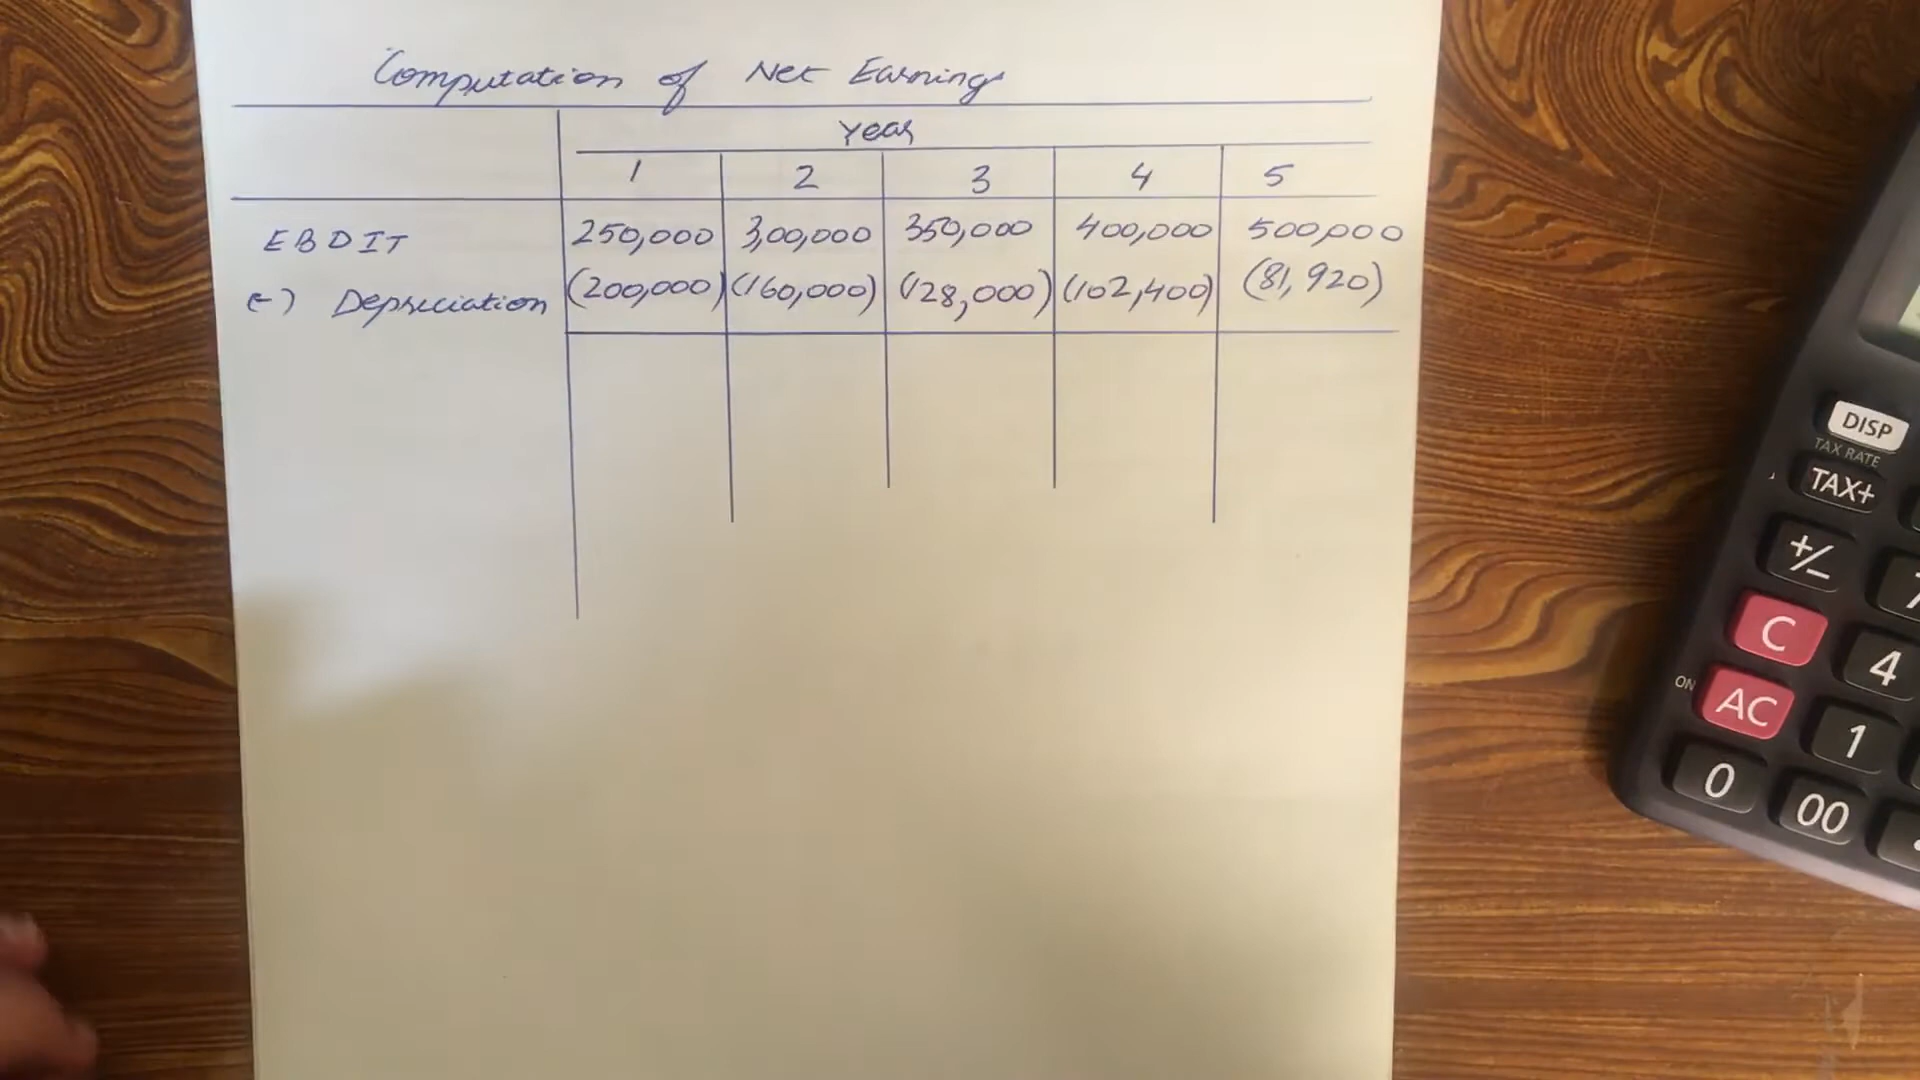 Computation of Net Earnings
Year
1 2 3 4 5
EBDIT 250,000 3,00,000 350,000 400,000 500,000
(-) Depreciation (200,000) (160,000) (128,000) (102,400) (81,920)
DISP
TAX RATE
TAX+
+/-
7
C
4
ON AC
1
0
00